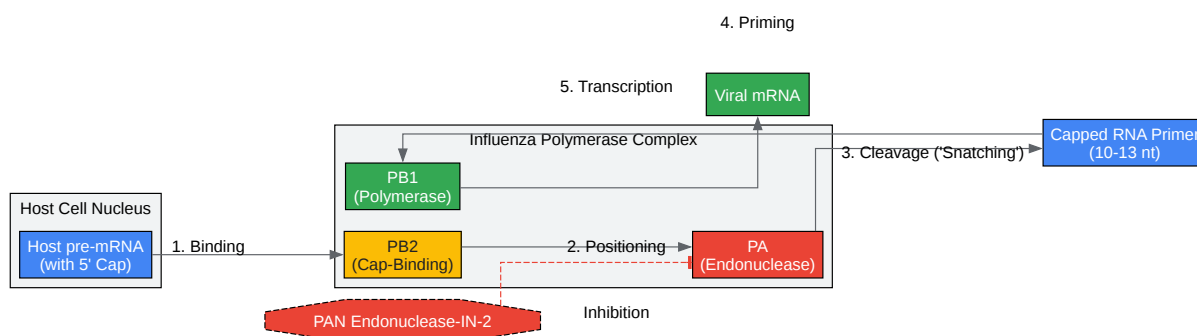 4. Priming
5. Transcription
Viral mRNA
Influenza Polymerase Complex
Capped RNA Primer
(10-13 nt)
3. Cleavage ('Snatching')
PB1
(Polymerase)
Host Cell Nucleus
Host pre-mRNA
(with 5' Cap)
1. Binding
PB2
(Cap-Binding)
2. Positioning
PA
(Endonuclease)
PAN Endonuclease-IN-2
Inhibition